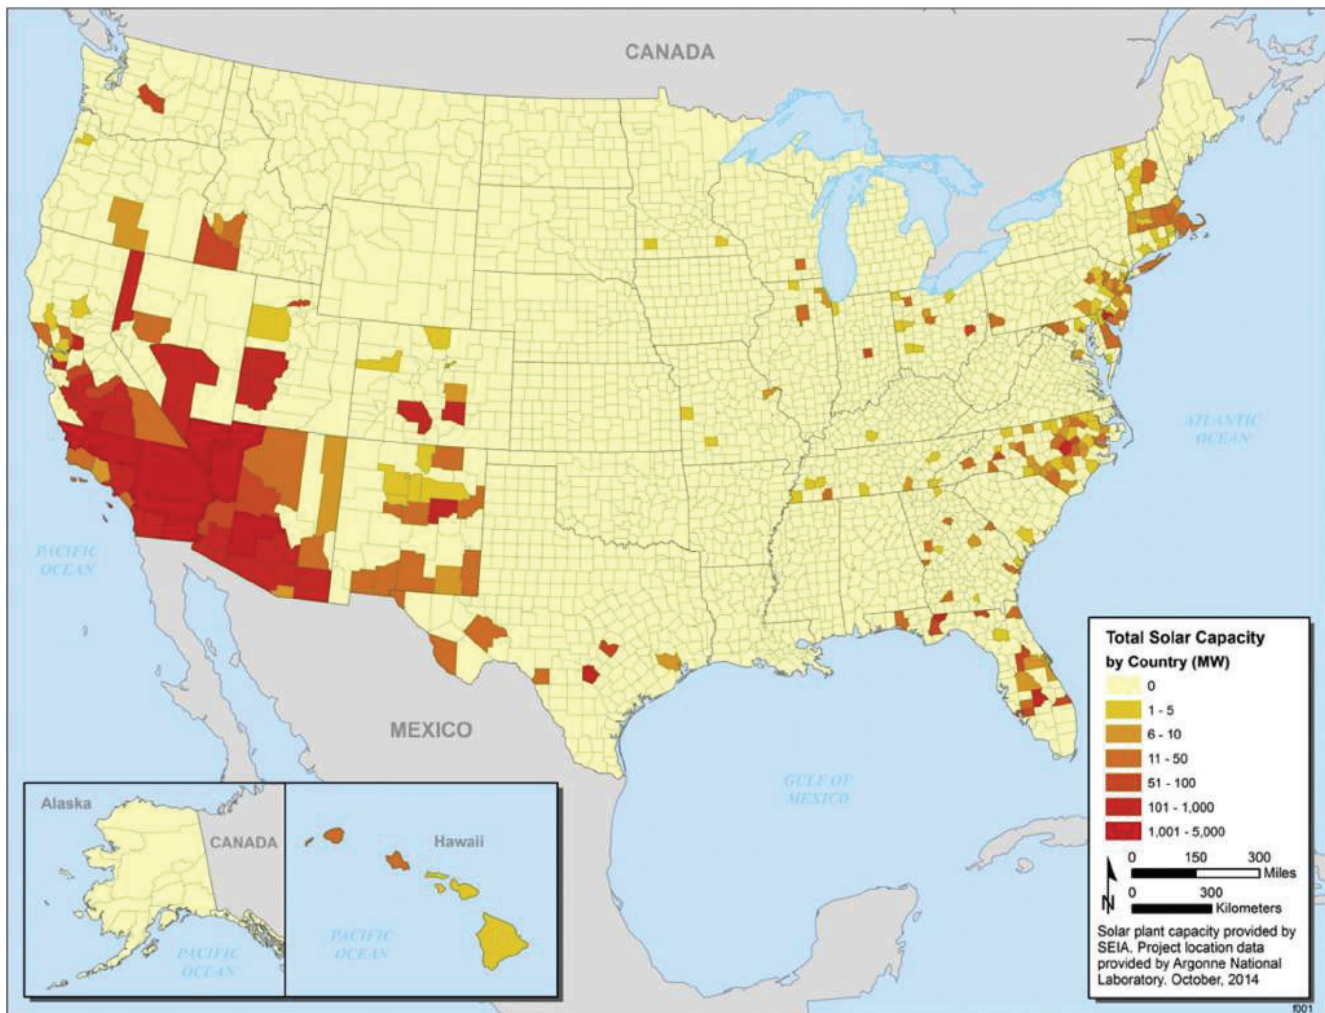 CANADA
ATLANTIC
OCEAN
PACIFIC
OCEAN
MEXICO
GULF OF
MEXICO
Alaska
CANADA
PACIFIC
OCEAN
Hawaii
PACIFIC
OCEAN
Total Solar Capacity
by Country (MW)
0
1 - 5
6 - 10
11 - 50
51 - 100
101 - 1,000
1,001 - 5,000
0 150 300
Miles
0 300
Kilometers
N
Solar plant capacity provided by
SEIA. Project location data
provided by Argonne National
Laboratory. October, 2014
f001